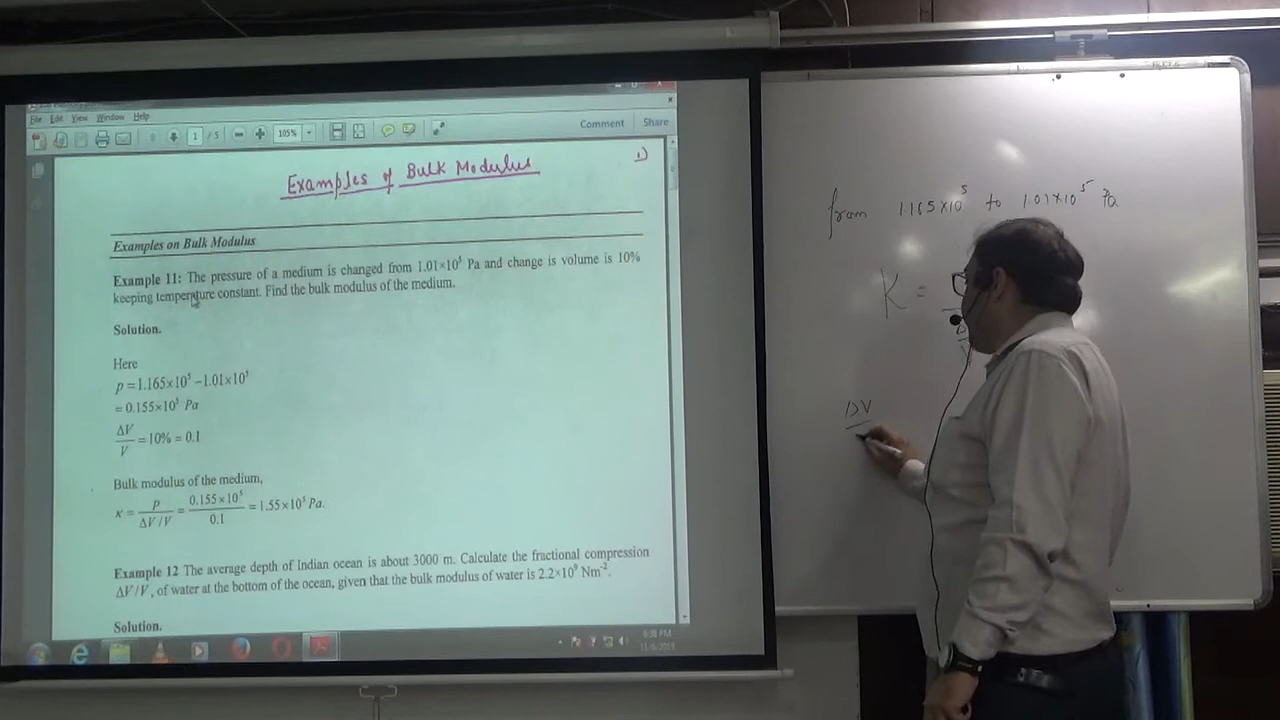 File Edit View Window Help
1 / 5 105% Comment Share
Examples of Bulk Modulus
1)
Examples on Bulk Modulus
Example 11: The pressure of a medium is changed from 1.01×10⁵ Pa and change is volume is 10%
keeping temperature constant. Find the bulk modulus of the medium.
Solution.
Here
p = 1.165×10⁵ – 1.01×10⁵
= 0.155×10⁵ Pa
ΔV/V = 10% = 0.1
Bulk modulus of the medium,
κ = p/(ΔV/V) = (0.155×10⁵)/0.1 = 1.55×10⁵ Pa.
Example 12 The average depth of Indian ocean is about 3000 m. Calculate the fractional compression
ΔV/V, of water at the bottom of the ocean, given that the bulk modulus of water is 2.2×10⁹ Nm⁻².
Solution.
6:38 PM
from 1.165×10⁵ to 1.01×10⁵ Pa
K =
ΔV